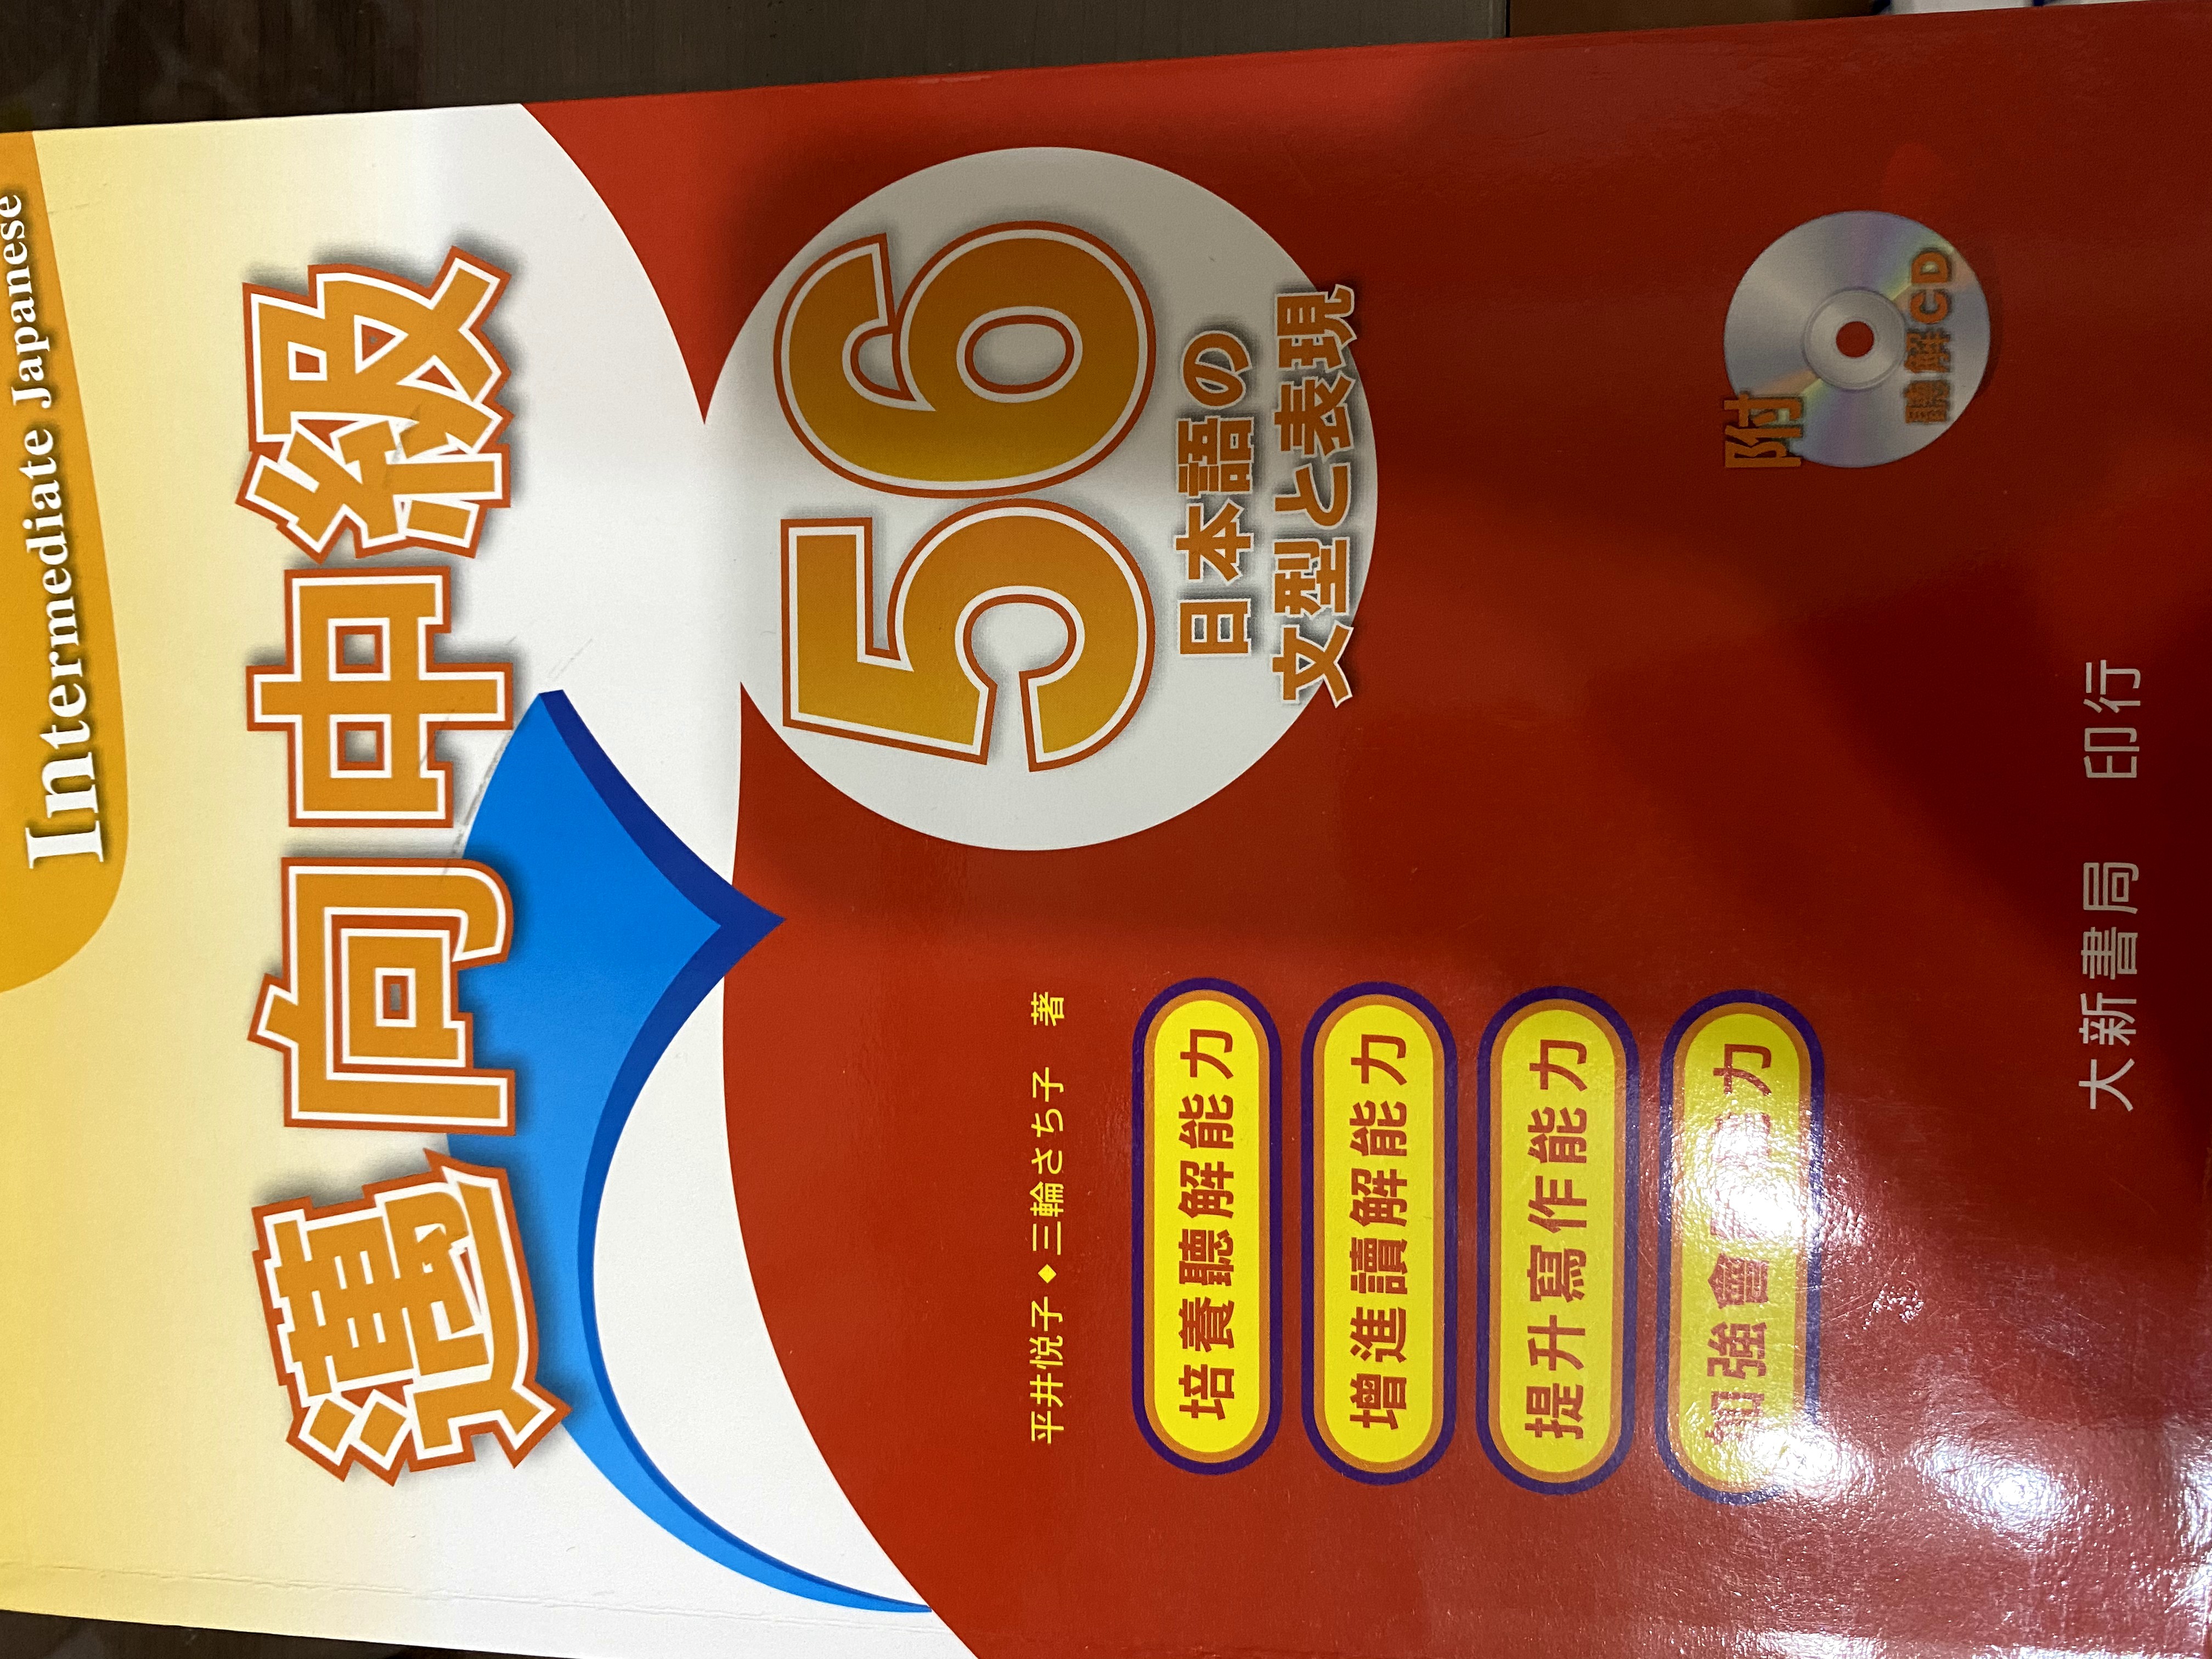 Intermediate Japanese
邁向中級
56
日本語の
文型と表現
平井悦子◆三輪さち子 著
培養聽解能力
增進讀解能力
提升寫作能力
加強會 力
附
聽解CD
大新書局 印行